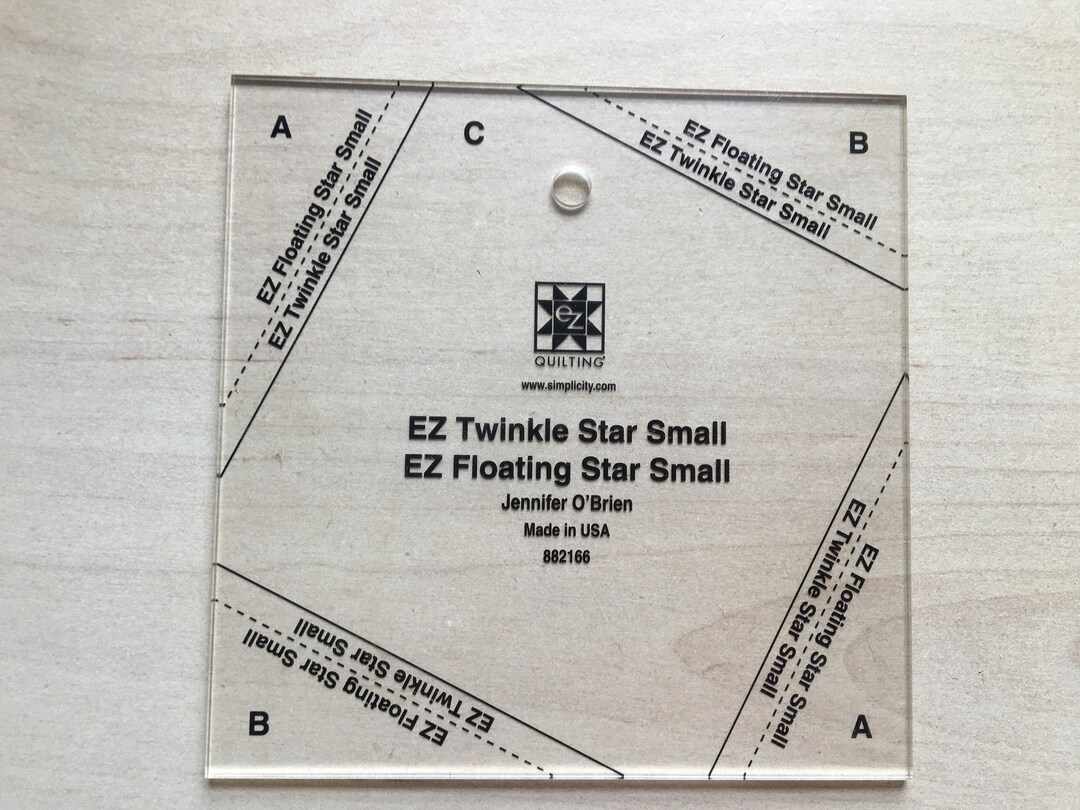 A
EZ Floating Star Small
EZ Twinkle Star Small
C
EZ Floating Star Small
EZ Twinkle Star Small
B
ez
QUILTING
www.simplicity.com
EZ Twinkle Star Small
EZ Floating Star Small
Jennifer O'Brien
Made in USA
882166
EZ Twinkle Star Small
EZ Floating Star Small
B
EZ Twinkle Star Small
EZ Floating Star Small
A